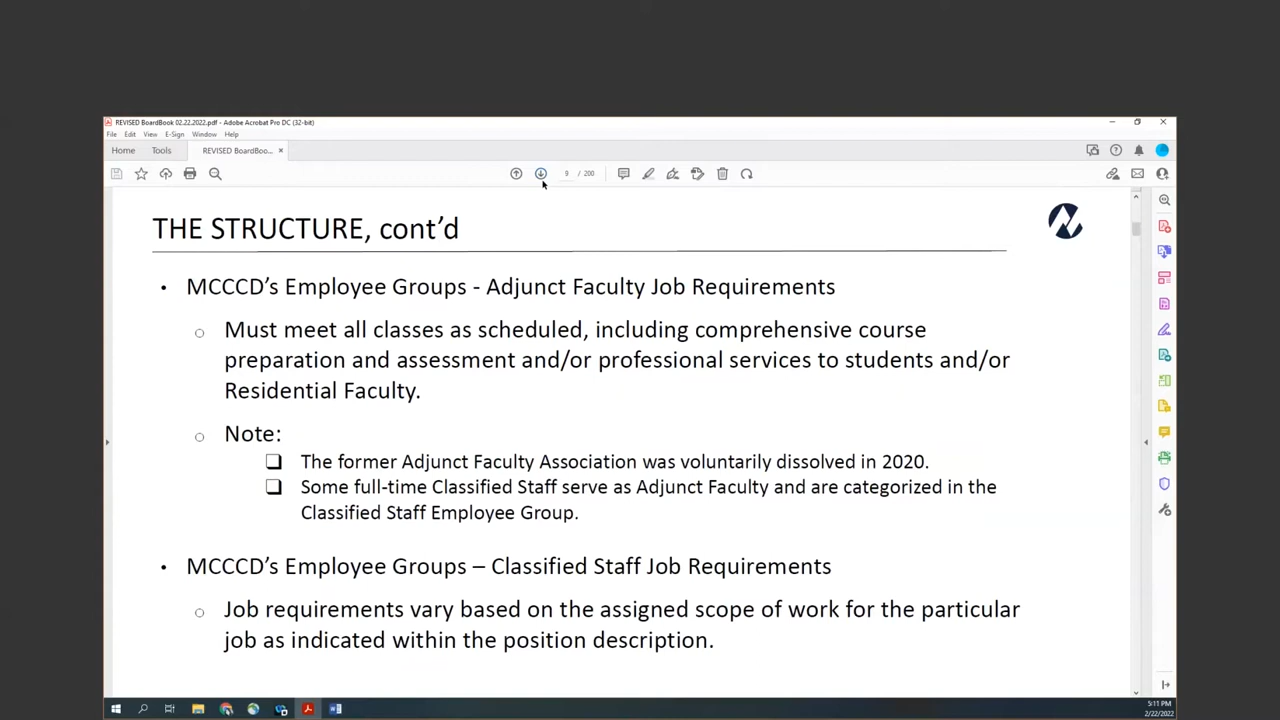 REVISED BoardBook 02.22.2022.pdf - Adobe Acrobat Pro DC (32-bit)
File Edit View E-Sign Window Help
Home Tools REVISED BoardBoo... ×
9 / 200
THE STRUCTURE, cont’d
• MCCCD’s Employee Groups - Adjunct Faculty Job Requirements
○ Must meet all classes as scheduled, including comprehensive course
preparation and assessment and/or professional services to students and/or
Residential Faculty.
○ Note:
❑ The former Adjunct Faculty Association was voluntarily dissolved in 2020.
❑ Some full-time Classified Staff serve as Adjunct Faculty and are categorized in the
Classified Staff Employee Group.
• MCCCD’s Employee Groups – Classified Staff Job Requirements
○ Job requirements vary based on the assigned scope of work for the particular
job as indicated within the position description.
5:11 PM
2/22/2022